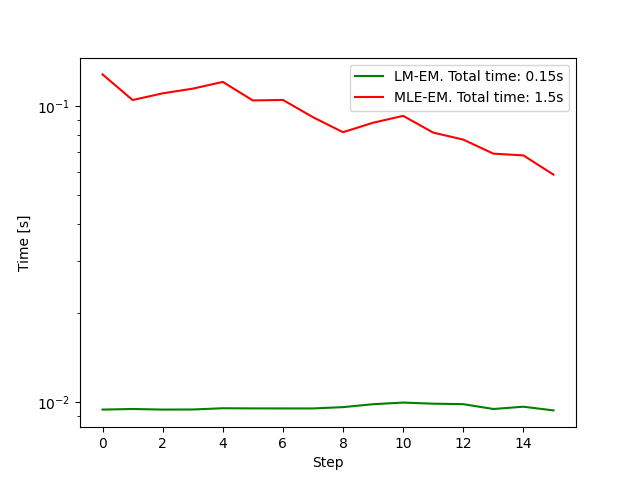 LM-EM. Total time: 0.15s
MLE-EM. Total time: 1.5s
10⁻¹
10⁻²
Time [s]
0 2 4 6 8 10 12 14
Step